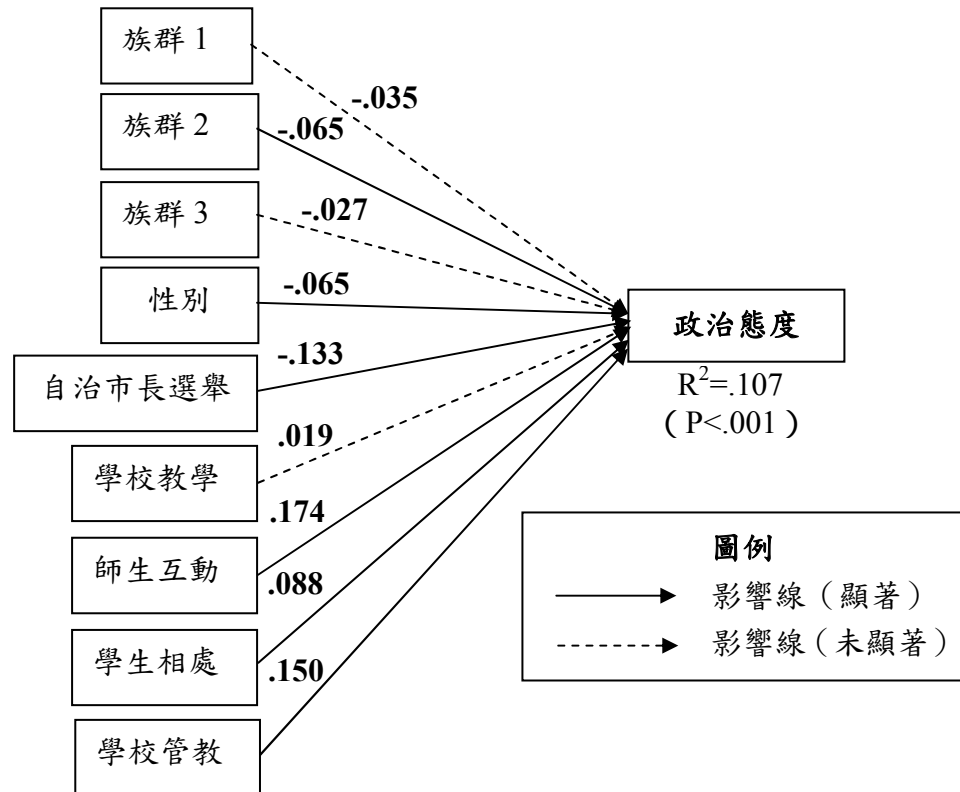 族群 1
-.035
族群 2
-.065
族群 3
-.027
性別
-.065
自治市長選舉
-.133
學校教學
.019
師生互動
.174
學生相處
.088
學校管教
.150
政治態度
R²=.107
（P<.001）
圖例
影響線（顯著）
影響線（未顯著）